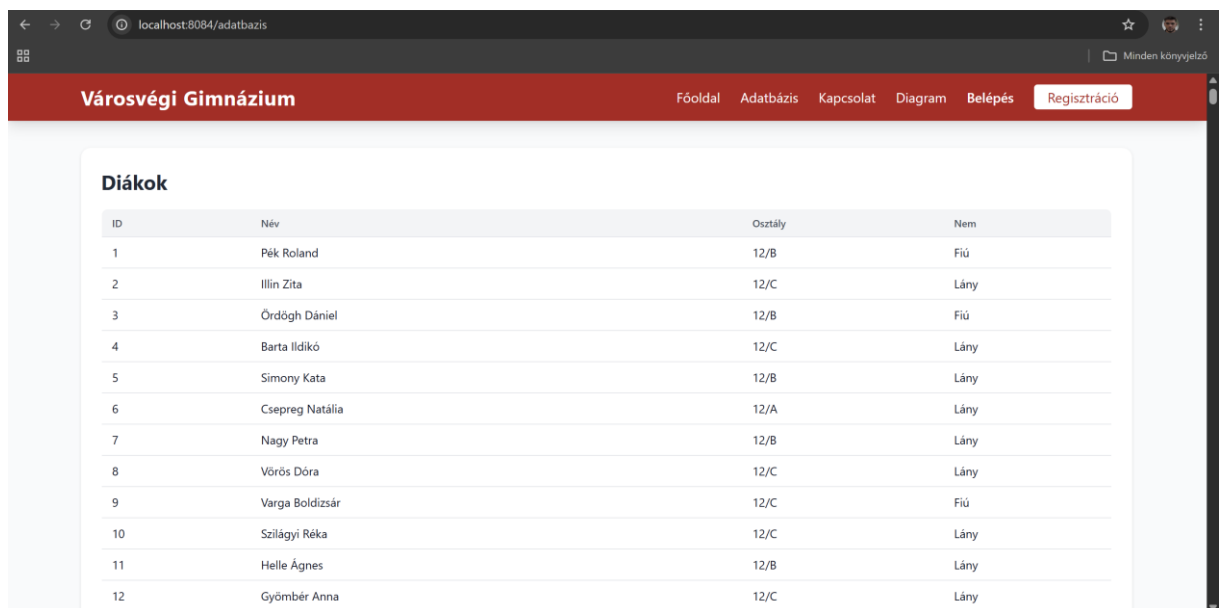 localhost:8084/adatbazis
Minden könyvjelző
Városvégi Gimnázium Főoldal Adatbázis Kapcsolat Diagram Belépés Regisztráció
Diákok
ID Név Osztály Nem
1 Pék Roland 12/B Fiú
2 Illin Zita 12/C Lány
3 Ördögh Dániel 12/B Fiú
4 Barta Ildikó 12/C Lány
5 Simony Kata 12/B Lány
6 Csepreg Natália 12/A Lány
7 Nagy Petra 12/B Lány
8 Vörös Dóra 12/C Lány
9 Varga Boldizsár 12/C Fiú
10 Szilágyi Réka 12/C Lány
11 Helle Ágnes 12/B Lány
12 Gyömbér Anna 12/C Lány